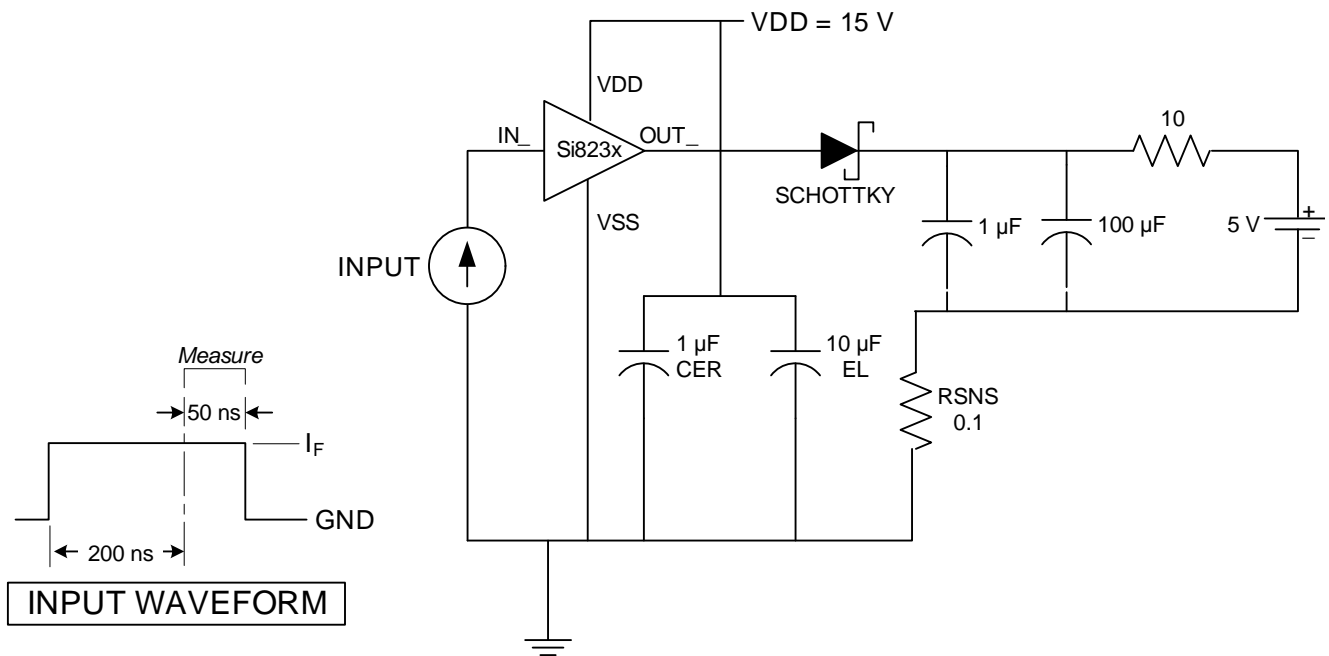 VDD = 15 V
VDD
IN_
Si823x
OUT_
10
SCHOTTKY
VSS
1 µF
100 µF
5 V
+
–
INPUT
1 µF
CER
10 µF
EL
RSNS
0.1
Measure
50 ns
IF
GND
200 ns
INPUT WAVEFORM